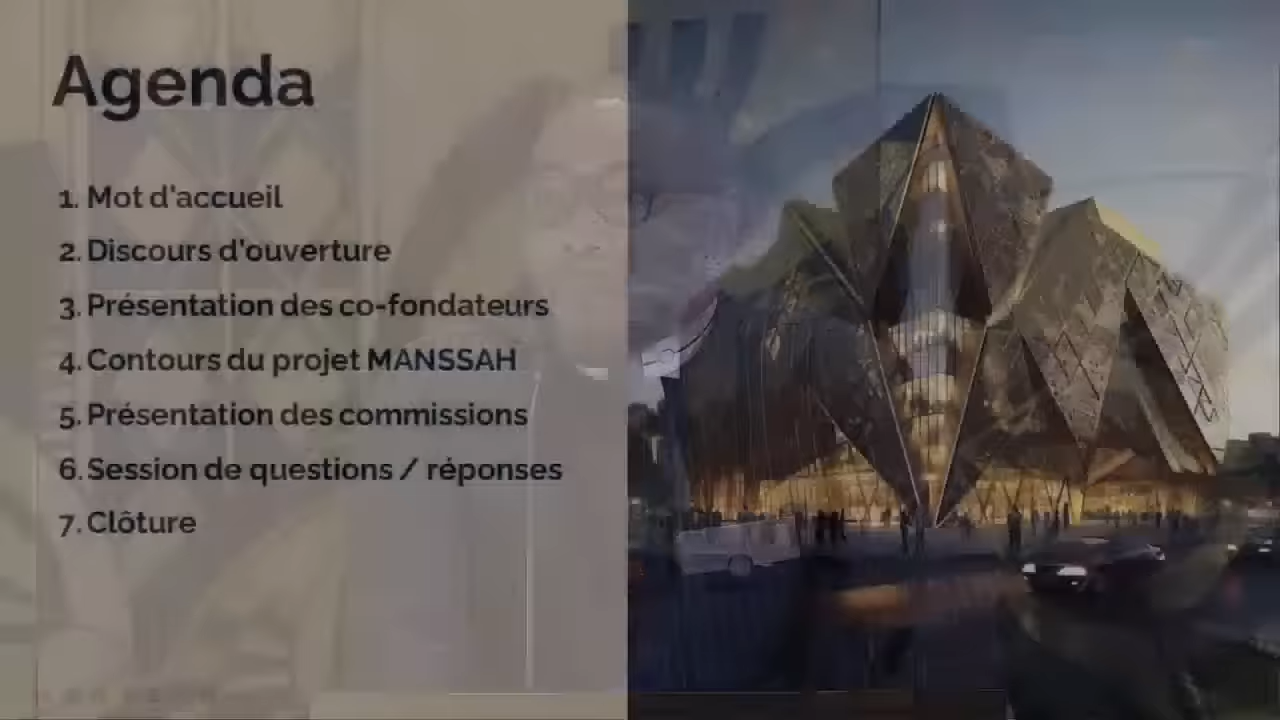 Agenda
1. Mot d'accueil
2. Discours d'ouverture
3. Présentation des co-fondateurs
4. Contours du projet MANSSAH
5. Présentation des commissions
6. Session de questions / réponses
7. Clôture